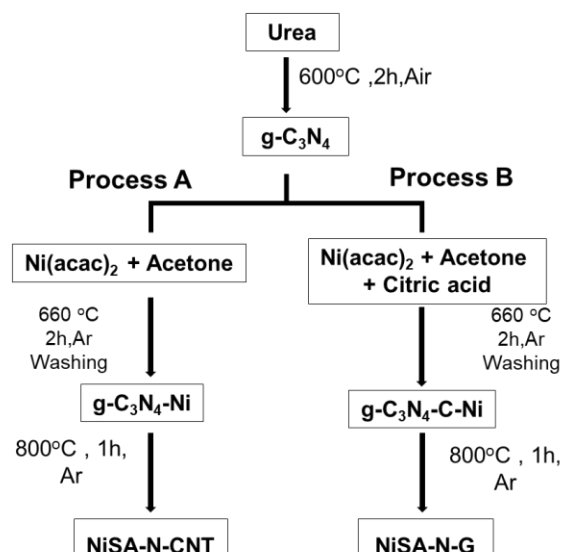 Urea
600°C ,2h,Air
g-C₃N₄
Process A
Process B
Ni(acac)₂ + Acetone
Ni(acac)₂ + Acetone
+ Citric acid
660 °C
2h,Ar
Washing
660 °C
2h,Ar
Washing
g-C₃N₄-Ni
g-C₃N₄-C-Ni
800°C , 1h,
Ar
800°C , 1h,
Ar
NiSA-N-CNT
NiSA-N-G